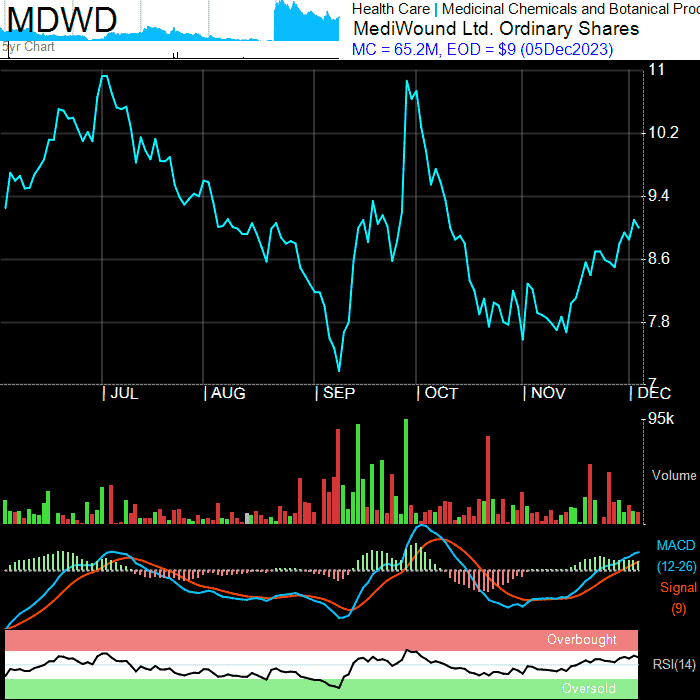 MDWD
5yr Chart
Health Care | Medicinal Chemicals and Botanical Proc
MediWound Ltd. Ordinary Shares
MC = 65.2M, EOD = $9 (05Dec2023)
11
10.2
9.4
8.6
7.8
7
| JUL | AUG | SEP | OCT | NOV | DEC
95k
Volume
MACD
(12-26)
Signal
(9)
Overbought
RSI(14)
Oversold